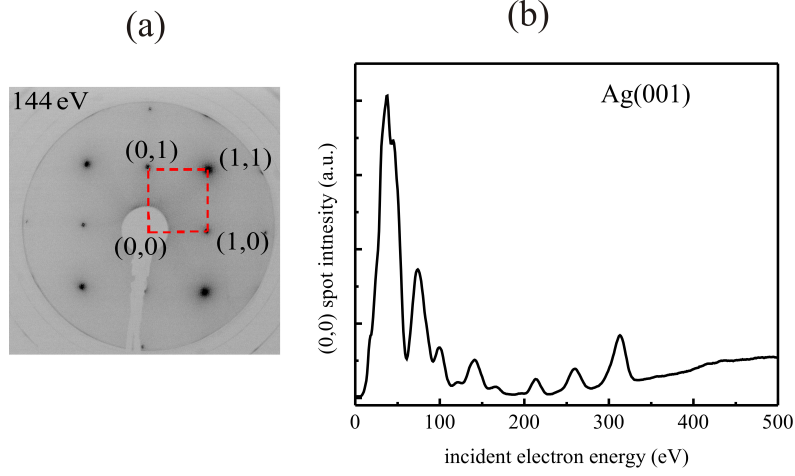 (a)
144 eV
(0,1)
(1,1)
(0,0)
(1,0)
(b)
Ag(001)
(0,0) spot intnesity (a.u.)
0
100
200
300
400
500
incident electron energy (eV)